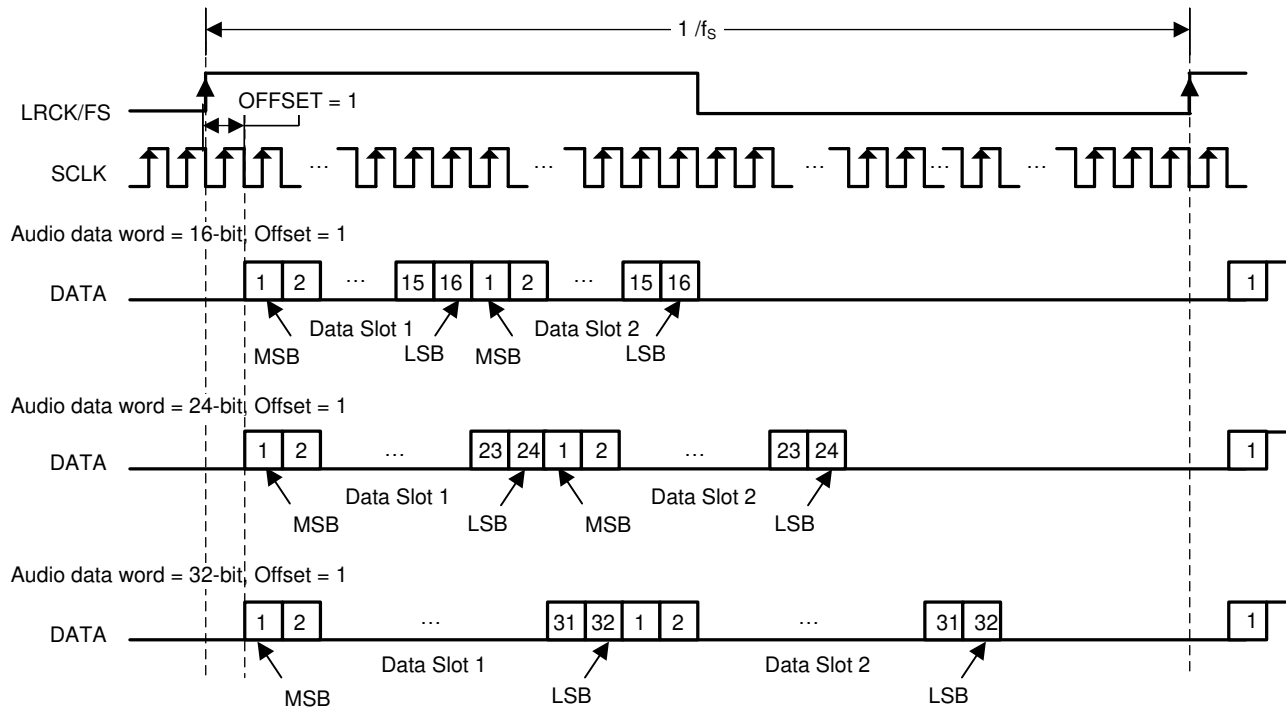 1 /fS
LRCK/FS
OFFSET = 1
SCLK
... ... ... ... ...
Audio data word = 16-bit, Offset = 1
DATA
1 2 ... 15 16 1 2 ... 15 16 1
Data Slot 1 Data Slot 2
MSB LSB MSB LSB
Audio data word = 24-bit, Offset = 1
DATA
1 2 ... 23 24 1 2 ... 23 24 1
Data Slot 1 Data Slot 2
MSB LSB MSB LSB
Audio data word = 32-bit, Offset = 1
DATA
1 2 ... 31 32 1 2 ... 31 32 1
Data Slot 1 Data Slot 2
MSB LSB LSB